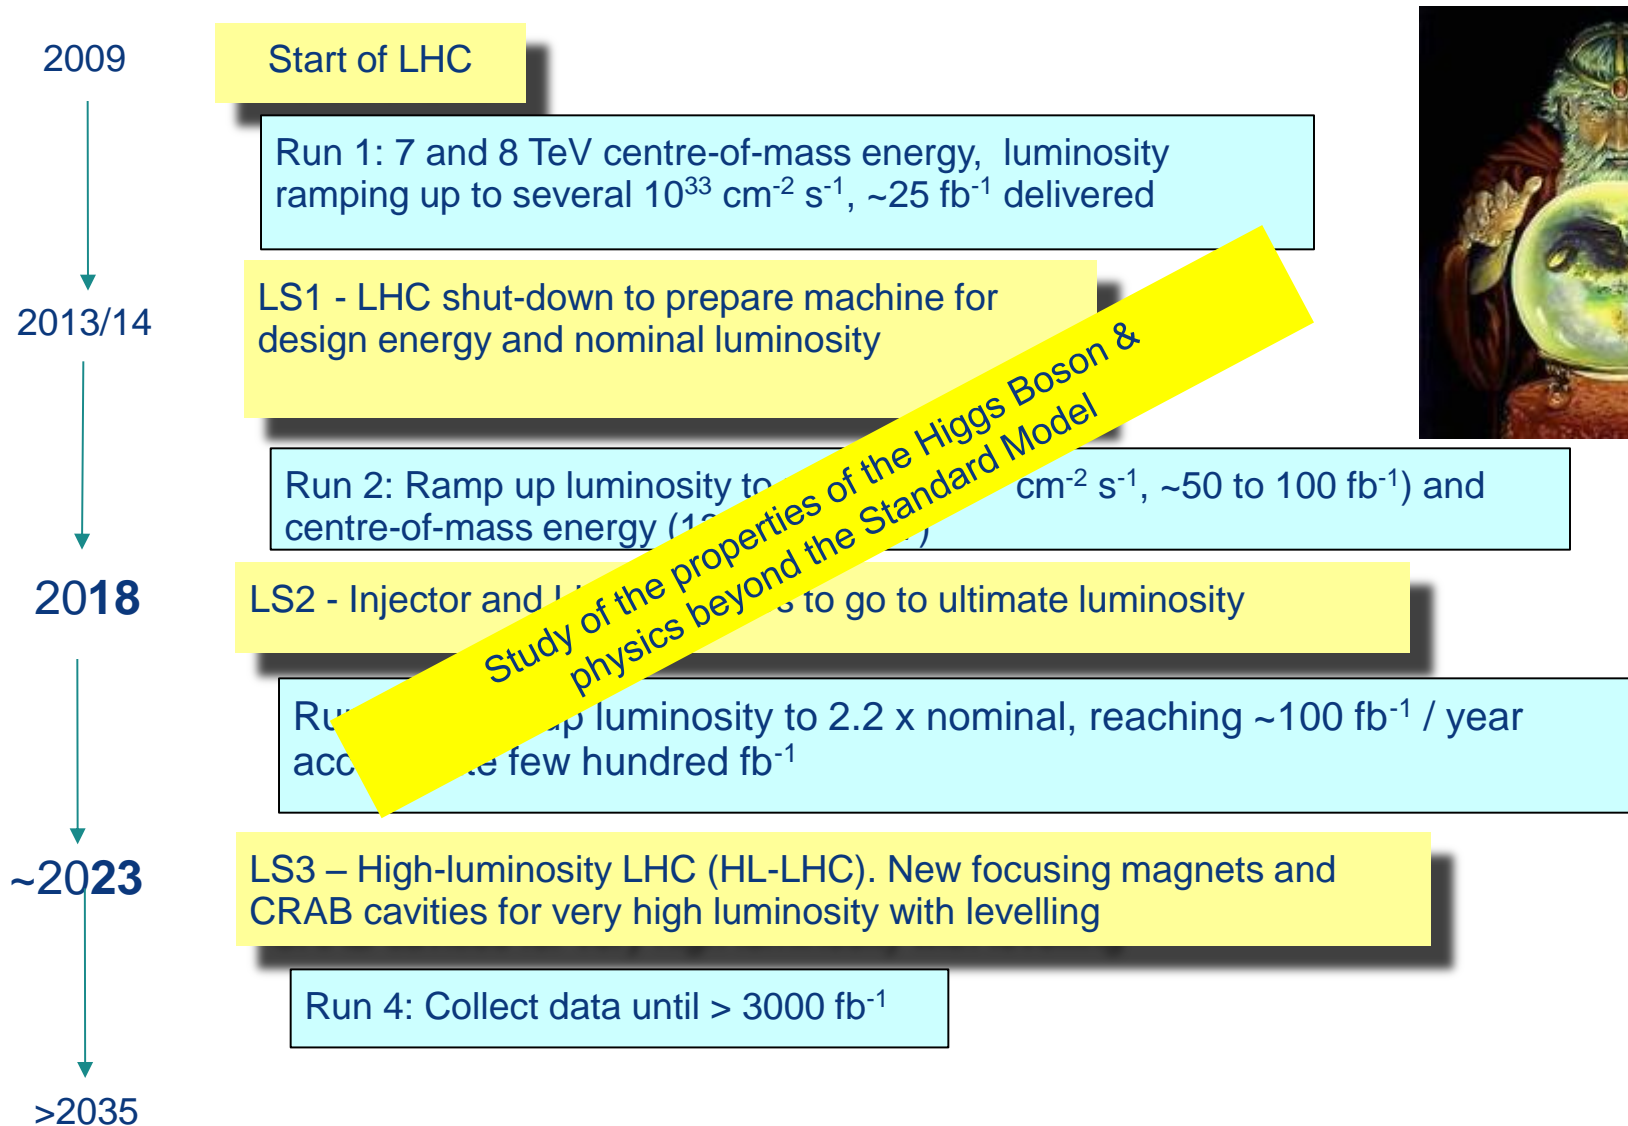 2009
Start of LHC
Run 1: 7 and 8 TeV centre-of-mass energy, luminosity
ramping up to several 10³³ cm⁻² s⁻¹, ~25 fb⁻¹ delivered
2013/14
LS1 - LHC shut-down to prepare machine for
design energy and nominal luminosity
Study of the properties of the Higgs Boson &
physics beyond the Standard Model
Run 2: Ramp up luminosity to cm⁻² s⁻¹, ~50 to 100 fb⁻¹) and
centre-of-mass energy (
2018
LS2 - Injector and to go to ultimate luminosity
luminosity to 2.2 x nominal, reaching ~100 fb⁻¹ / year
few hundred fb⁻¹
~2023
LS3 – High-luminosity LHC (HL-LHC). New focusing magnets and
CRAB cavities for very high luminosity with levelling
Run 4: Collect data until > 3000 fb⁻¹
>2035